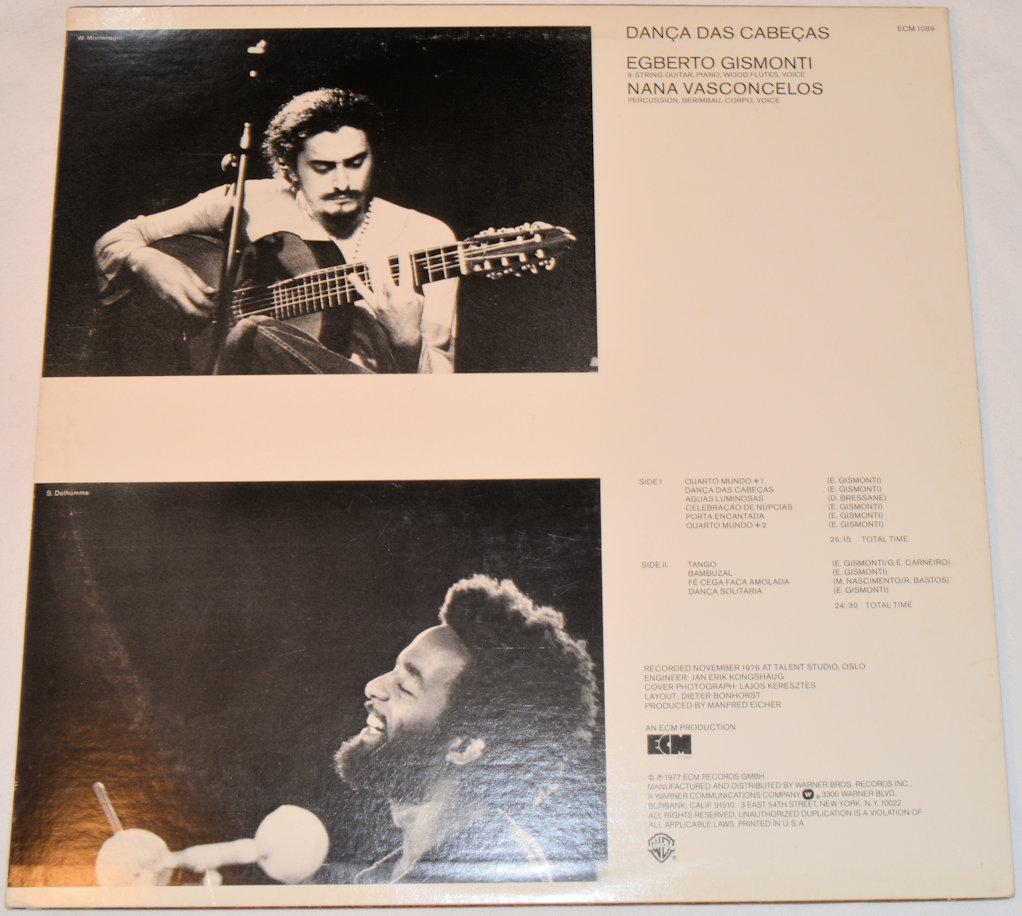 W. Montenegro
DANÇA DAS CABEÇAS
ECM 1089
EGBERTO GISMONTI
8-STRING GUITAR, PIANO, WOOD FLUTES, VOICE
NANA VASCONCELOS
PERCUSSION, BERIMBAU, CORPO, VOICE
S. Delhomme
SIDE I QUARTO MUNDO +1 (E. GISMONTI)
DANÇA DAS CABEÇAS (E. GISMONTI)
AGUAS LUMINOSAS (D. BRESSANE)
CELEBRAÇÃO DE NUPCIAS (E. GISMONTI)
PORTA ENCANTADA (E. GISMONTI)
QUARTO MUNDO +2 (E. GISMONTI)
25:15 TOTAL TIME
SIDE II TANGO (E. GISMONTI/G.E. CARNEIRO)
BAMBUZAL (E. GISMONTI)
FÉ CEGA FACA AMOLADA (M. NASCIMENTO/R. BASTOS)
DANÇA SOLITÁRIA (E. GISMONTI)
24:30 TOTAL TIME
RECORDED NOVEMBER 1976 AT TALENT STUDIO, OSLO
ENGINEER: JAN ERIK KONGSHAUG
COVER PHOTOGRAPH: LAJOS KERESZTES
LAYOUT: DIETER BONHORST
PRODUCED BY MANFRED EICHER
AN ECM PRODUCTION
ECM
© ℗ 1977 ECM RECORDS GMBH
MANUFACTURED AND DISTRIBUTED BY WARNER BROS. RECORDS INC.,
A WARNER COMMUNICATIONS COMPANY W ®, 3300 WARNER BLVD.
BURBANK, CALIF. 91510. 3 EAST 54TH STREET, NEW YORK, N.Y. 10022.
ALL RIGHTS RESERVED. UNAUTHORIZED DUPLICATION IS A VIOLATION OF
ALL APPLICABLE LAWS. PRINTED IN U.S.A.
WB ®